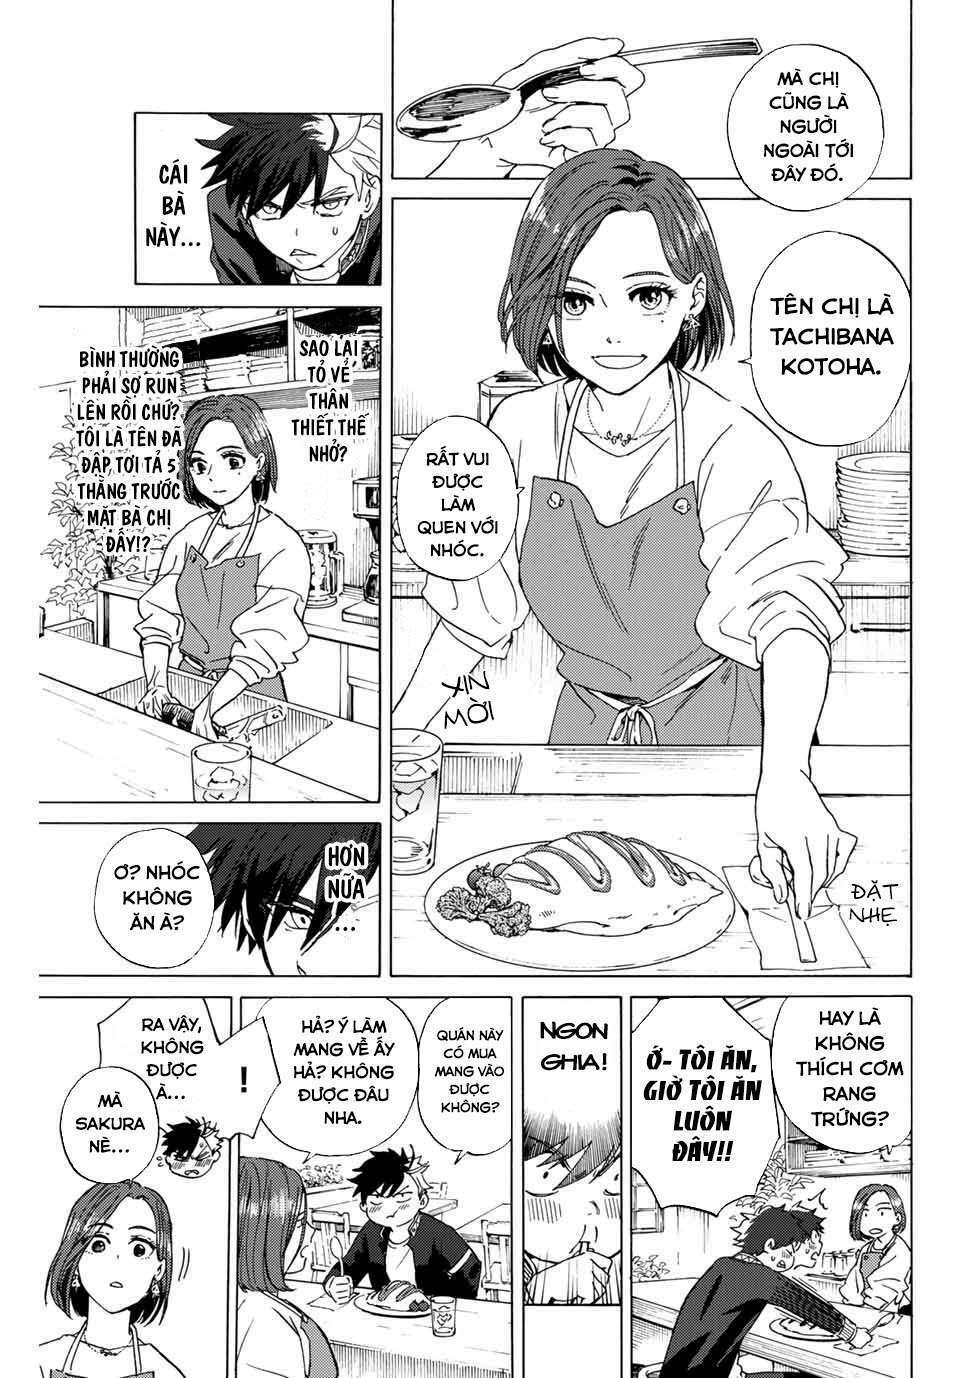 MÀ CHỊ
CŨNG LÀ
NGƯỜI
NGOÀI TỚI
ĐÂY ĐÓ.
TÊN CHỊ LÀ
TACHIBANA
KOTOHA.
RẤT VUI
ĐƯỢC
LÀM
QUEN VỚI
NHÓC.
XIN
MỜI
ĐẶT
NHẸ
CÁI
BÀ
NÀY...
SAO LẠI
TỎ VẺ
THÂN
THIẾT THẾ
NHỞ?
BÌNH THƯỜNG
PHẢI SỢ RUN
LÊN RỒI CHỨ?
TÔI LÀ TÊN ĐÃ
ĐẬP TƠI TẢ 5
THẰNG TRƯỚC
MẶT BÀ CHỊ
ĐẤY!?
HƠN
NỮA
...
Ơ? NHÓC
KHÔNG
ĂN À?
HAY LÀ
KHÔNG
THÍCH CƠM
RANG
TRỨNG?
Ớ- TÔI ĂN,
GIỜ TÔI ĂN
LUÔN
ĐÂY!!
NGON
GHIA!
QUÁN NÀY
CÓ MUA
MANG VÀO
ĐƯỢC
KHÔNG?
HẢ? Ý LÀM
MANG VỀ ẤY
HẢ? KHÔNG
ĐƯỢC ĐÂU
NHA.
!
RA VẬY,
KHÔNG
ĐƯỢC
À...
MÀ
SAKURA
NÈ...